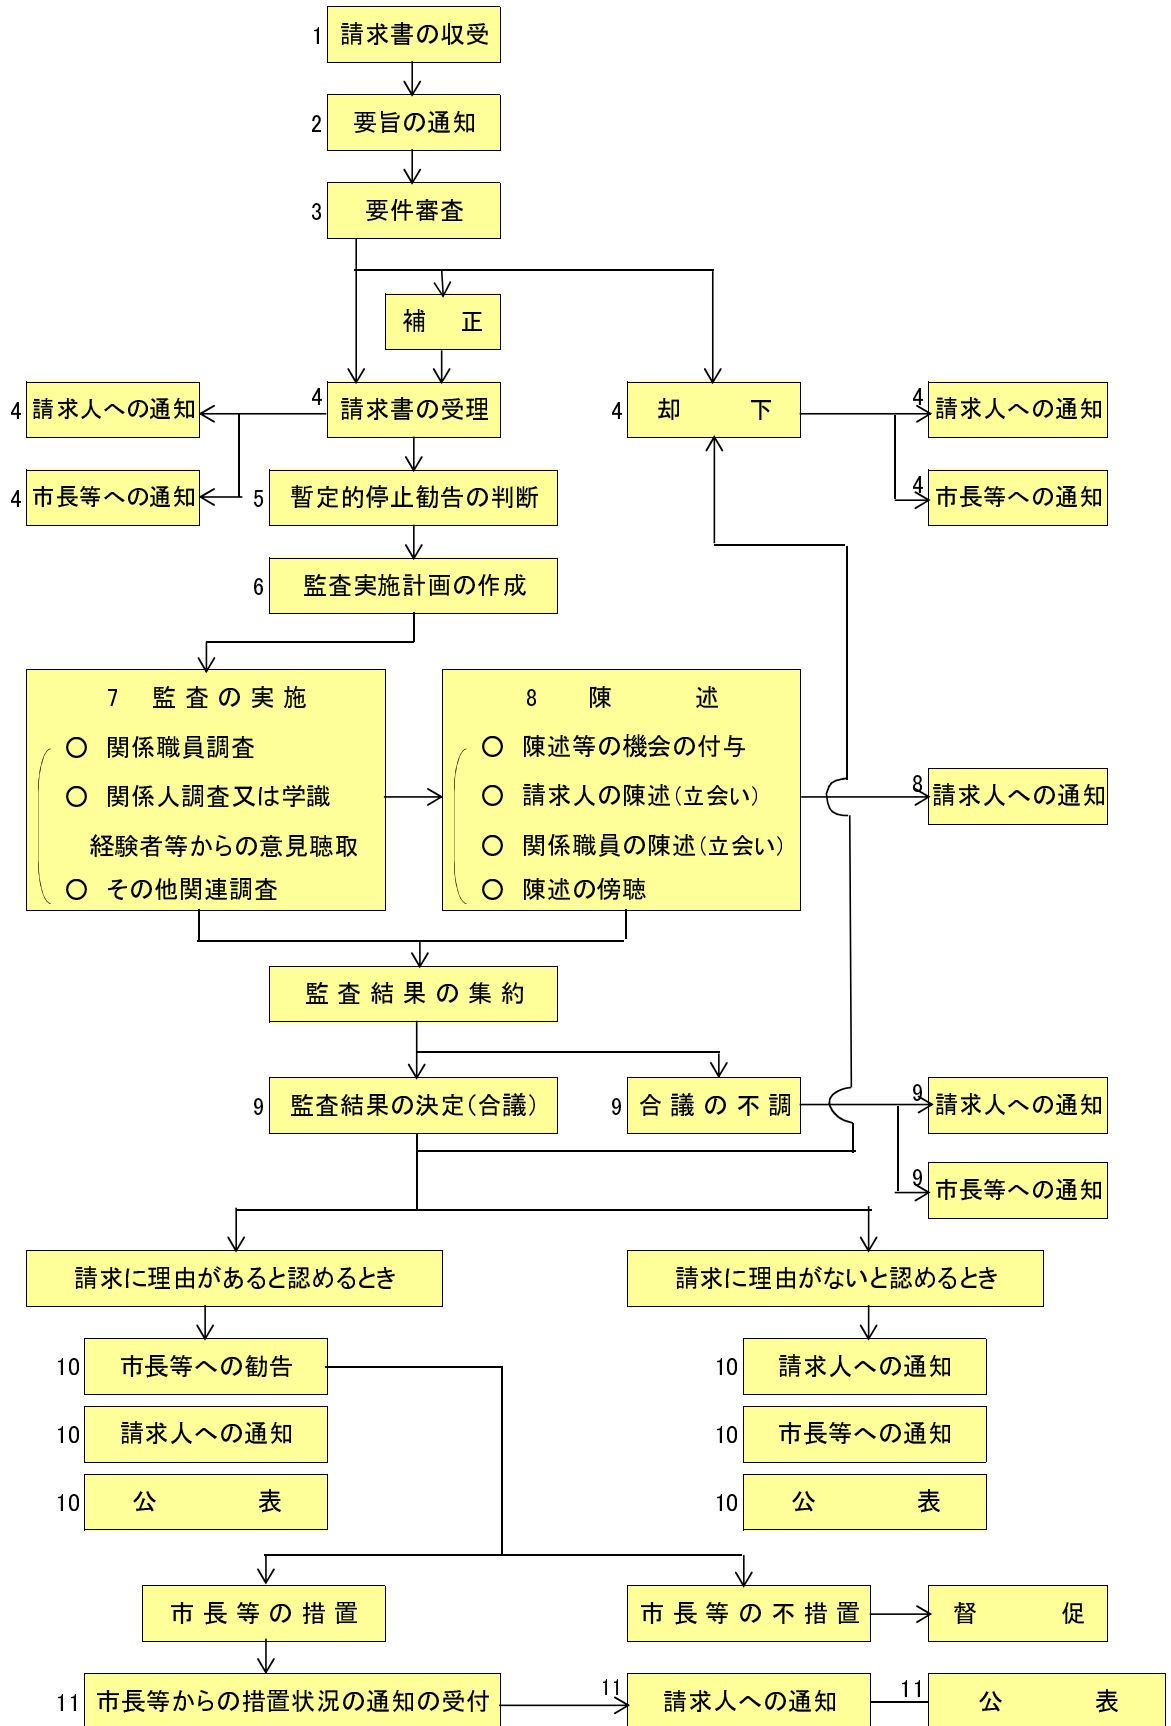 1 請求書の収受
2 要旨の通知
3 要件審査
補 正
4 請求人への通知
4 請求書の受理
4 却 下
4 請求人への通知
4 市長等への通知
5 暫定的停止勧告の判断
4 市長等への通知
6 監査実施計画の作成
7 監査の実施
○ 関係職員調査
○ 関係人調査又は学識
経験者等からの意見聴取
○ その他関連調査
8 陳 述
○ 陳述等の機会の付与
○ 請求人の陳述(立会い)
○ 関係職員の陳述(立会い)
○ 陳述の傍聴
8 請求人への通知
監査結果の集約
9 監査結果の決定(合議)
9 合議の不調
9 請求人への通知
9 市長等への通知
請求に理由があると認めるとき
請求に理由がないと認めるとき
10 市長等への勧告
10 請求人への通知
10 請求人への通知
10 市長等への通知
10 公 表
10 公 表
市長等の措置
市長等の不措置
督 促
11 市長等からの措置状況の通知の受付
11 請求人への通知
11 公 表